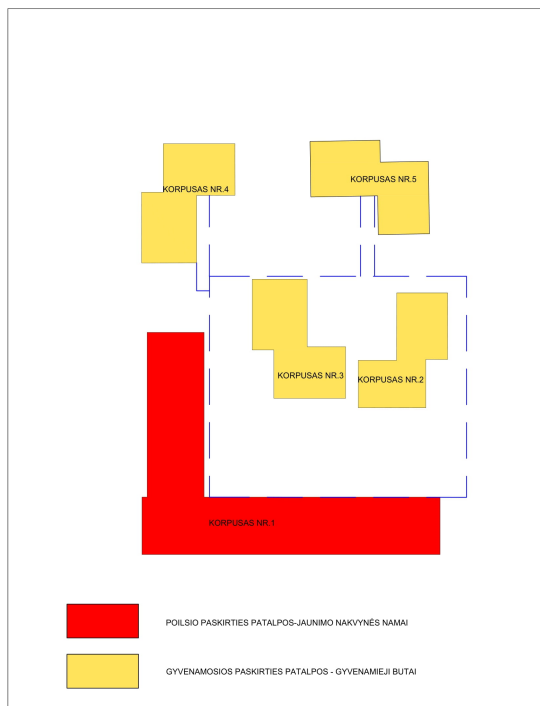 KORPUSAS NR.4
KORPUSAS NR.5
KORPUSAS NR.3
KORPUSAS NR.2
KORPUSAS NR.1
POILSIO PASKIRTIES PATALPOS-JAUNIMO NAKVYNĖS NAMAI
GYVENAMOSIOS PASKIRTIES PATALPOS - GYVENAMIEJI BUTAI